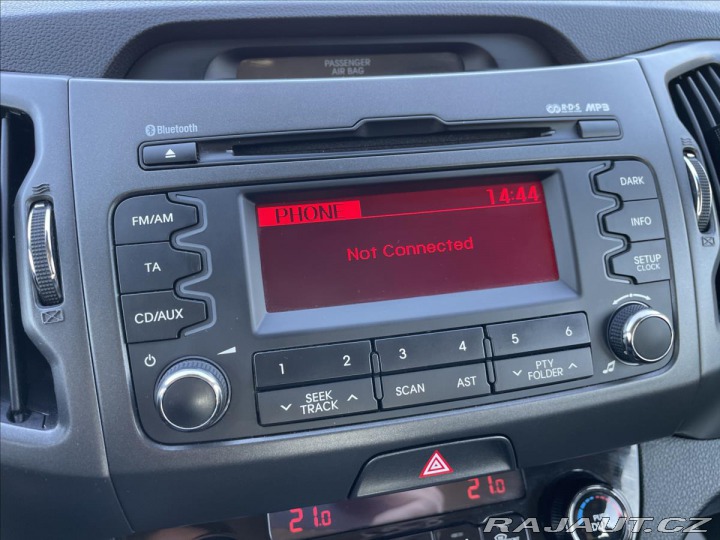 PASSENGER
AIR BAG
Bluetooth
R·D·S MP3
FM/AM
TA
CD/AUX
PHONE 14:44
Not Connected
DARK
INFO
SETUP
CLOCK
1 2 3 4 5 6
SEEK
TRACK
SCAN AST
PTY
FOLDER
21.0 21.0
RAJAUT.CZ